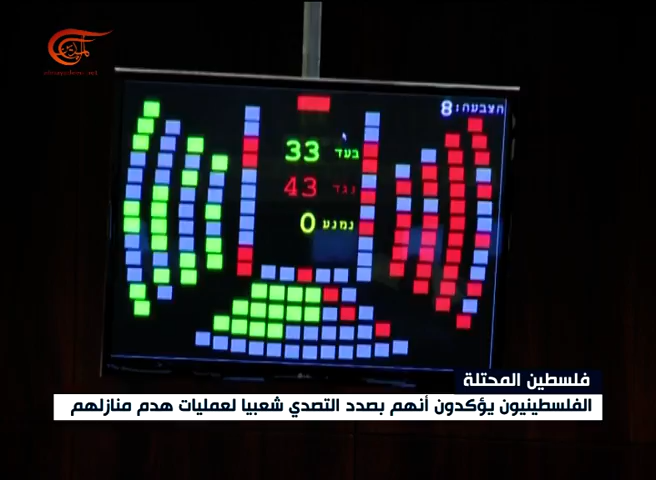 הצבעה: 8
בעד 33
נגד 43
נמנע 0
فلسطين المحتلة
الفلسطينيون يؤكدون أنهم بصدد التصدي شعبيا لعمليات هدم منازلهم